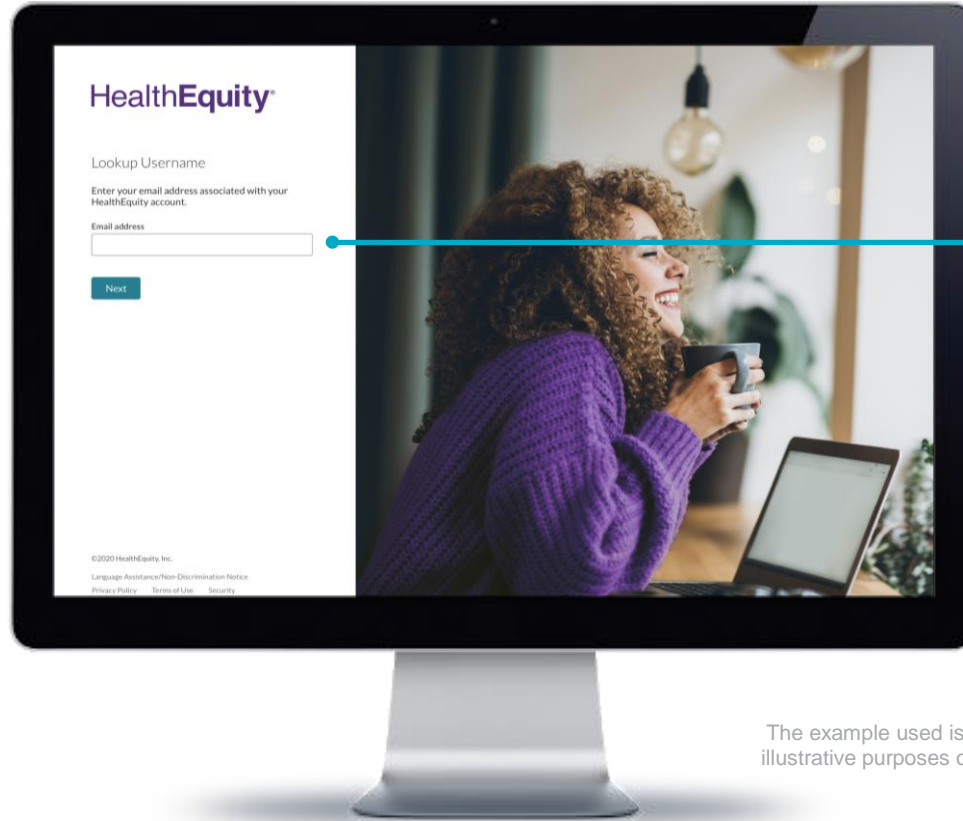 HealthEquity
Lookup Username
Enter your email address associated with your
HealthEquity account.
Email address
Next
©2020 HealthEquity, Inc.
Language Assistance/Non-Discrimination Notice
Privacy Policy Terms of Use Security
The example used is
illustrative purposes